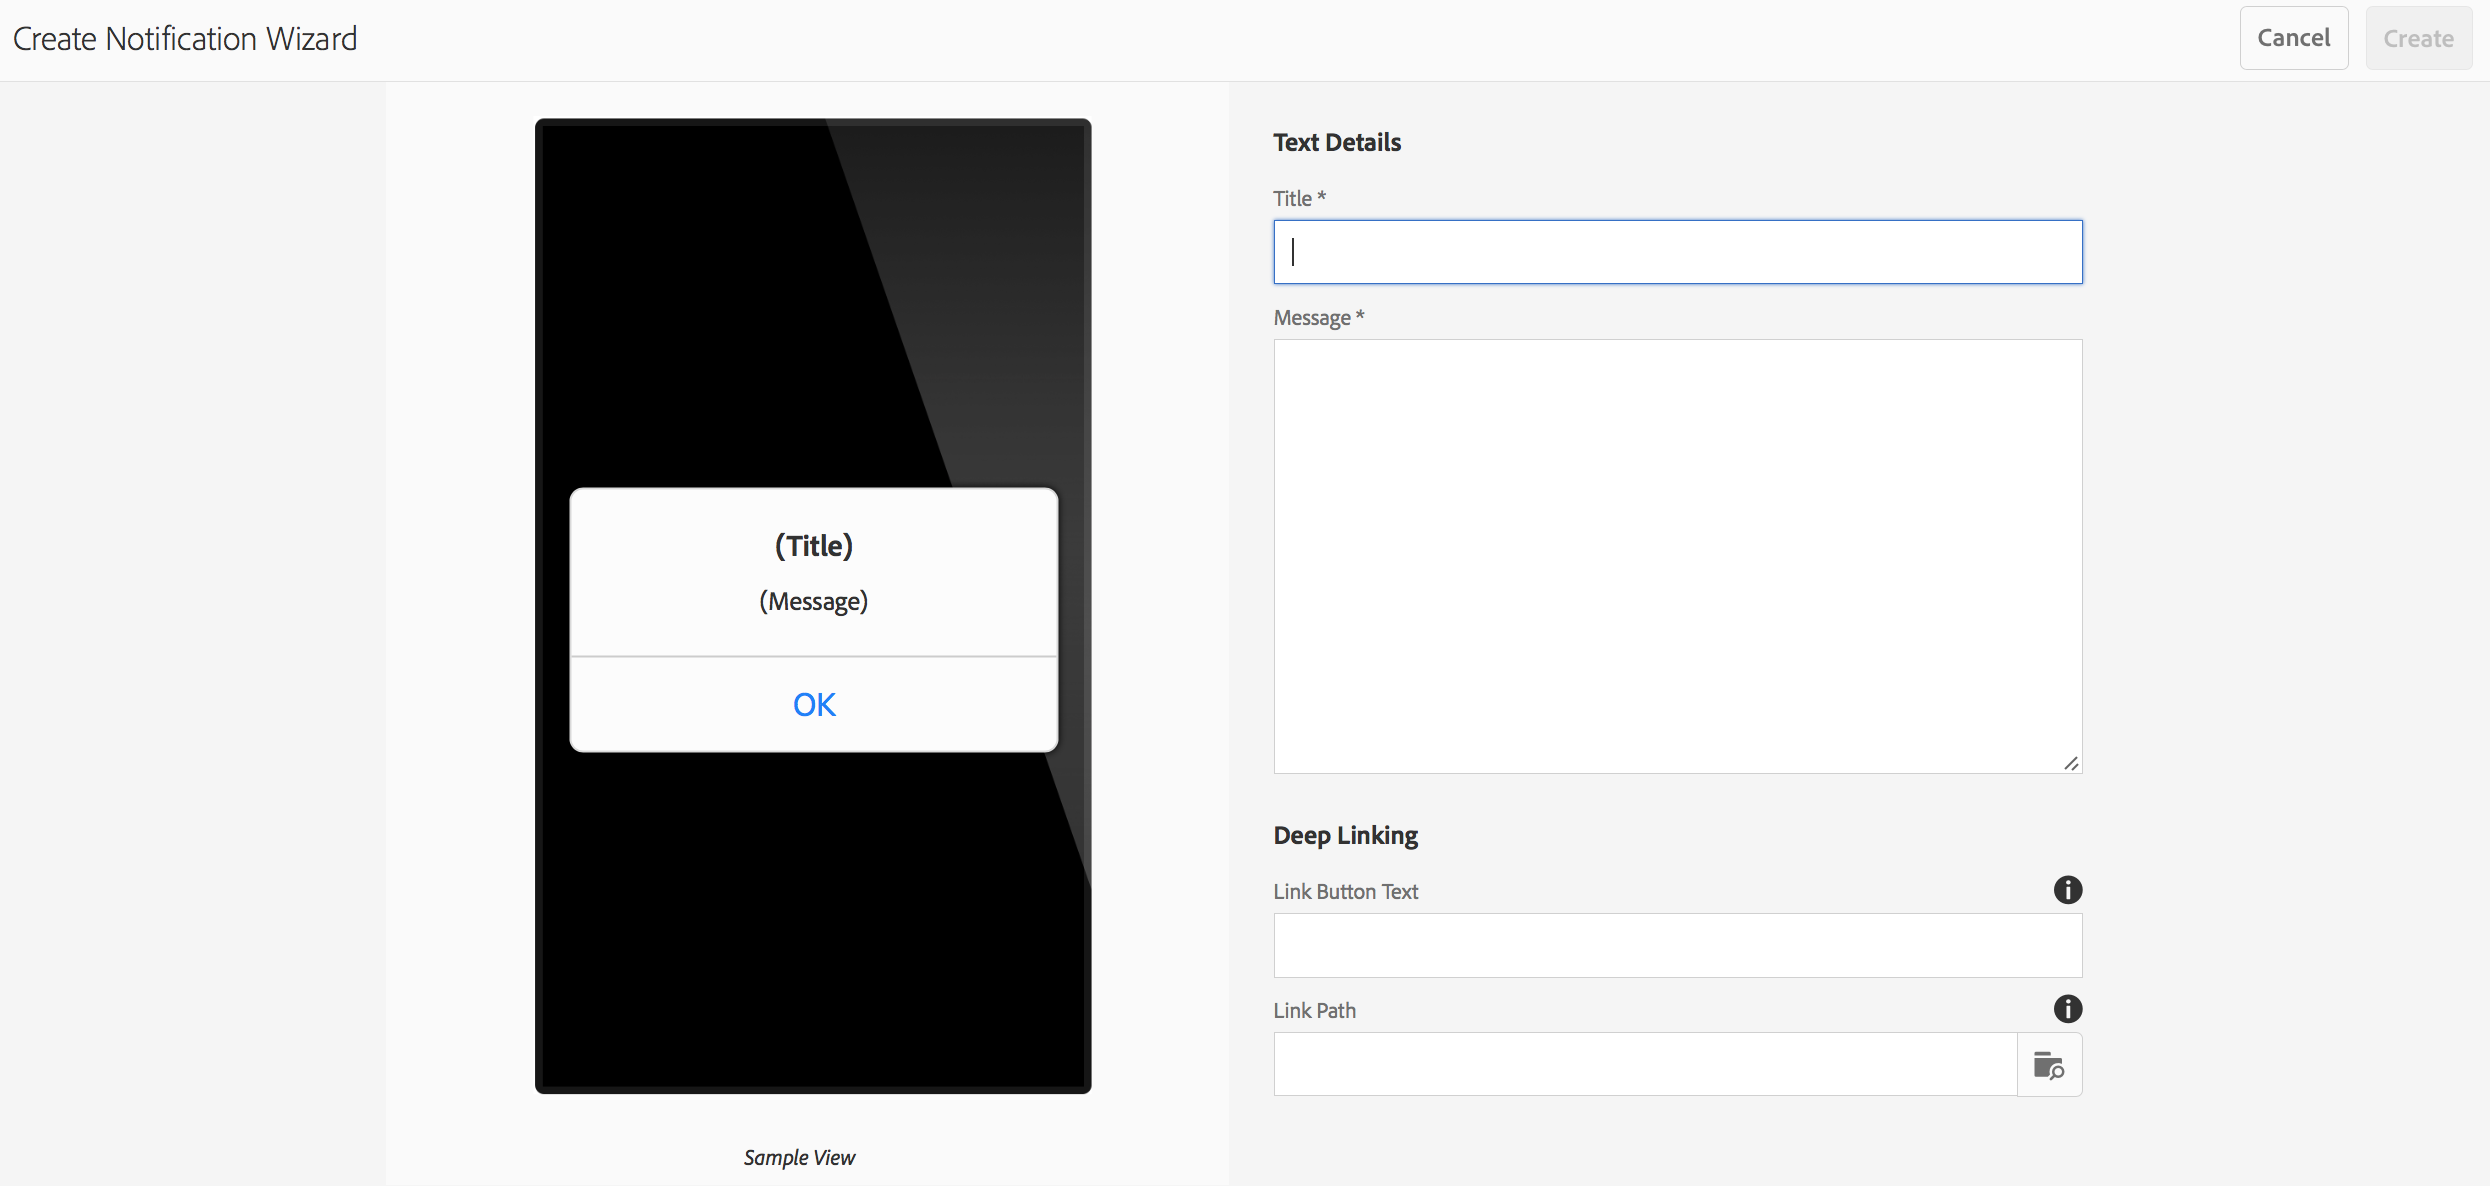 Create Notification Wizard
Cancel
Create
(Title)
(Message)
OK
Sample View
Text Details
Title *
Message *
Deep Linking
Link Button Text
Link Path